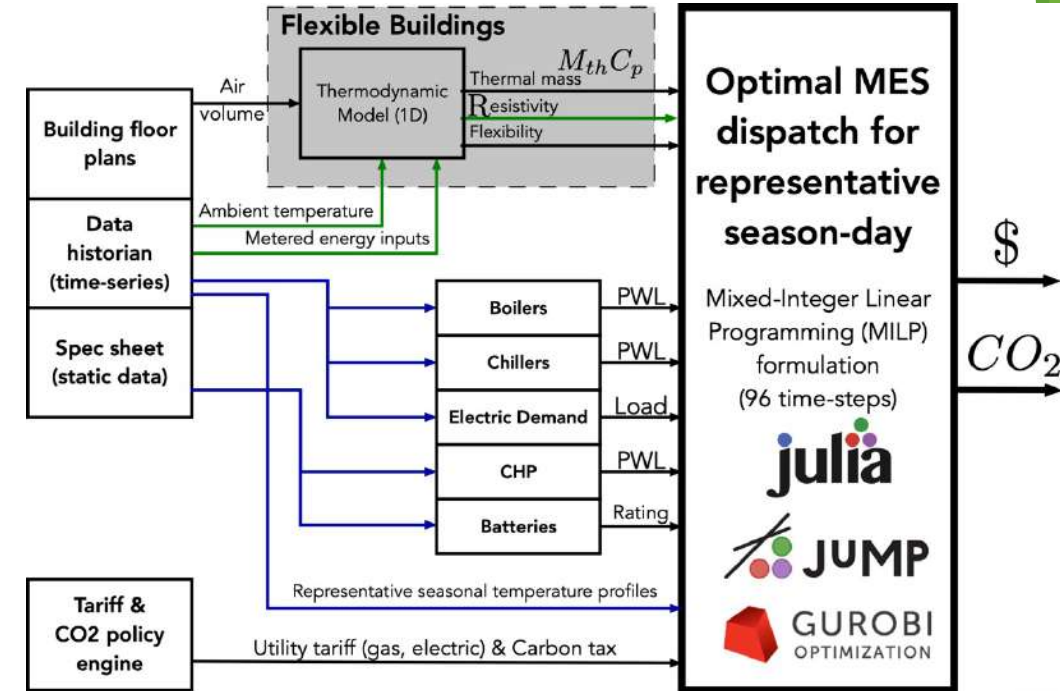 Flexible Buildings
Thermodynamic
Model (1D)
M_{th}C_p
Thermal mass
Resistivity
Flexibility
Air
volume
Building floor
plans
Data
historian
(time-series)
Spec sheet
(static data)
Ambient temperature
Metered energy inputs
Boilers
Chillers
Electric Demand
CHP
Batteries
PWL
PWL
Load
PWL
Rating
Representative seasonal temperature profiles
Tariff &
CO2 policy
engine
Utility tariff (gas, electric) & Carbon tax
Optimal MES
dispatch for
representative
season-day
Mixed-Integer Linear
Programming (MILP)
formulation
(96 time-steps)
julia
JuMP
GUROBI
OPTIMIZATION
$
CO_2